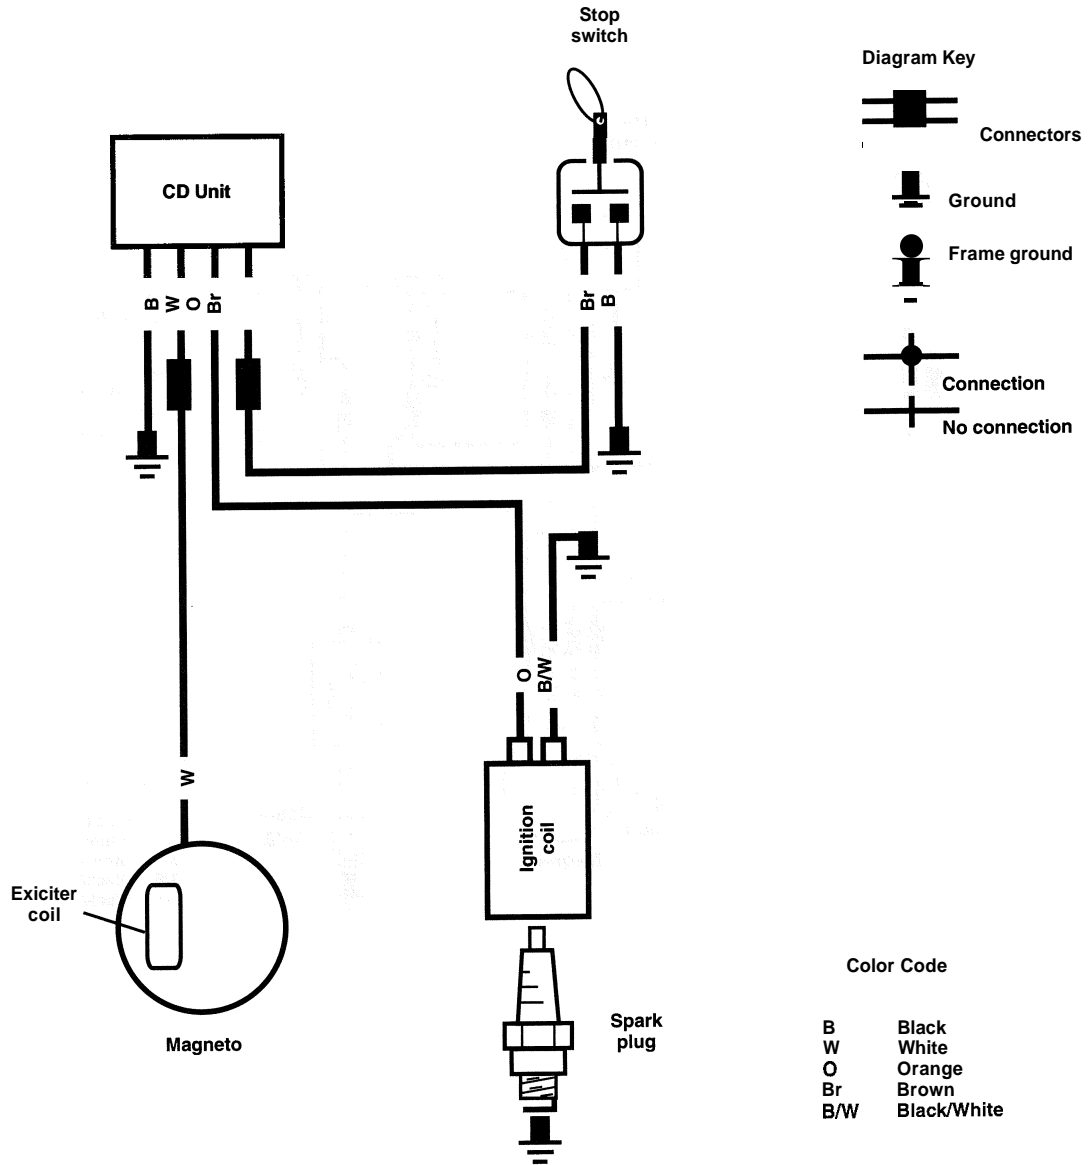 Stop
switch
Diagram Key
Connectors
CD Unit
Ground
Frame ground
B
W
O
Br
Br
B
Connection
No connection
O
B/W
W
Ignition
coil
Exiciter
coil
Magneto
Spark
plug
Color Code
B Black
W White
O Orange
Br Brown
B/W Black/White